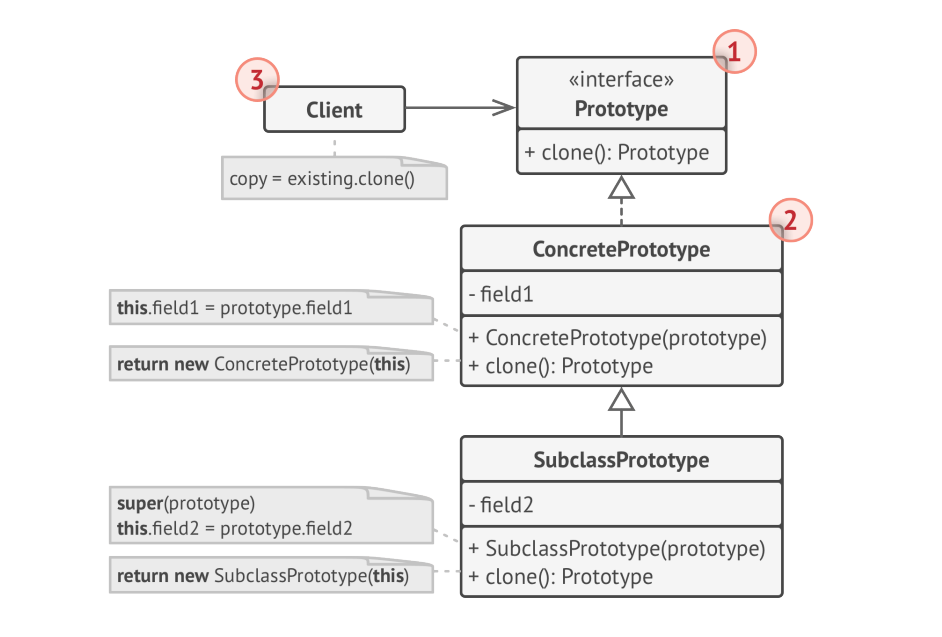 1
«interface»
Prototype
+ clone(): Prototype
3
Client
copy = existing.clone()
2
ConcretePrototype
- field1
+ ConcretePrototype(prototype)
+ clone(): Prototype
this.field1 = prototype.field1
return new ConcretePrototype(this)
SubclassPrototype
- field2
+ SubclassPrototype(prototype)
+ clone(): Prototype
super(prototype)
this.field2 = prototype.field2
return new SubclassPrototype(this)